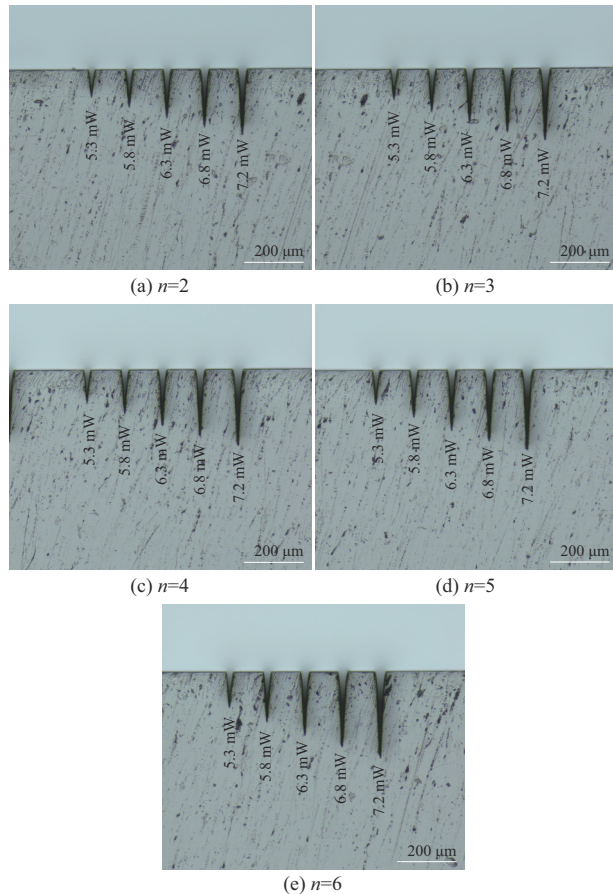 5.3 mW
5.8 mW
6.3 mW
6.8 mW
7.2 mW
200 μm
(a) n=2
5.3 mW
5.8 mW
6.3 mW
6.8 mW
7.2 mW
200 μm
(b) n=3
5.3 mW
5.8 mW
6.3 mW
6.8 mW
7.2 mW
200 μm
(c) n=4
5.3 mW
5.8 mW
6.3 mW
6.8 mW
7.2 mW
200 μm
(d) n=5
5.3 mW
5.8 mW
6.3 mW
6.8 mW
7.2 mW
200 μm
(e) n=6